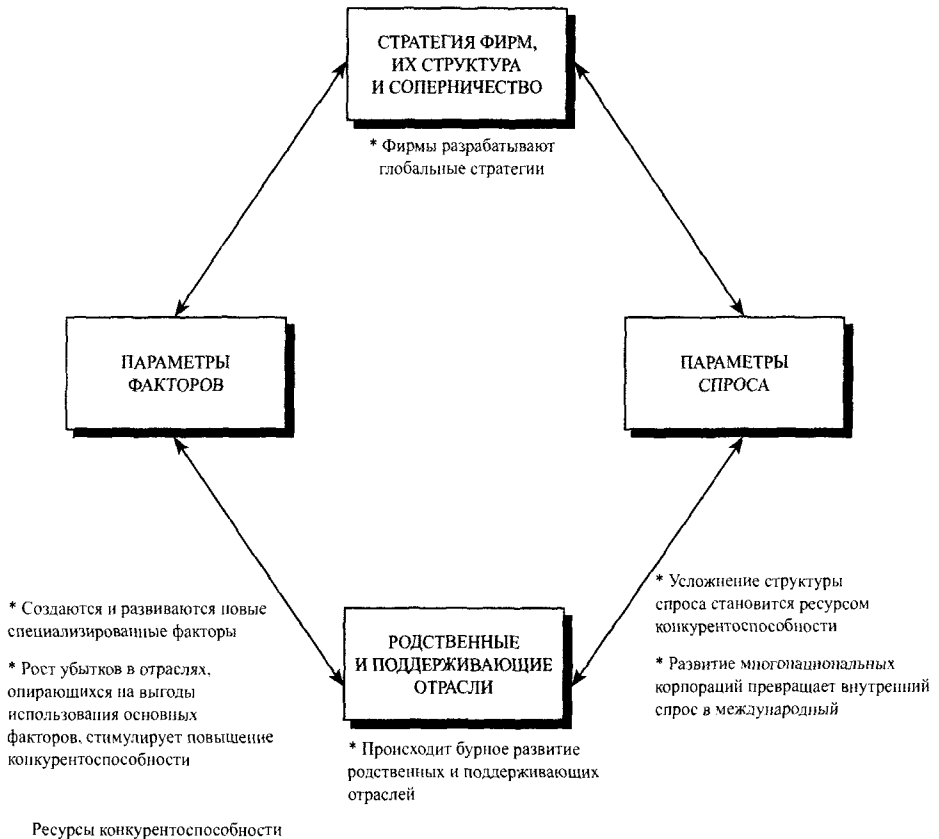 СТРАТЕГИЯ ФИРМ,
ИХ СТРУКТУРА
И СОПЕРНИЧЕСТВО
* Фирмы разрабатывают
глобальные стратегии
ПАРАМЕТРЫ
ФАКТОРОВ
ПАРАМЕТРЫ
СПРОСА
* Создаются и развиваются новые
специализированные факторы
* Рост убытков в отраслях,
опирающихся на выгоды
использования основных
факторов, стимулирует повышение
конкурентоспособности
РОДСТВЕННЫЕ
И ПОДДЕРЖИВАЮЩИЕ
ОТРАСЛИ
* Происходит бурное развитие
родственных и поддерживающих
отраслей
* Усложнение структуры
спроса становится ресурсом
конкурентоспособности
* Развитие многонациональных
корпораций превращает внутренний
спрос в международный
Ресурсы конкурентоспособности